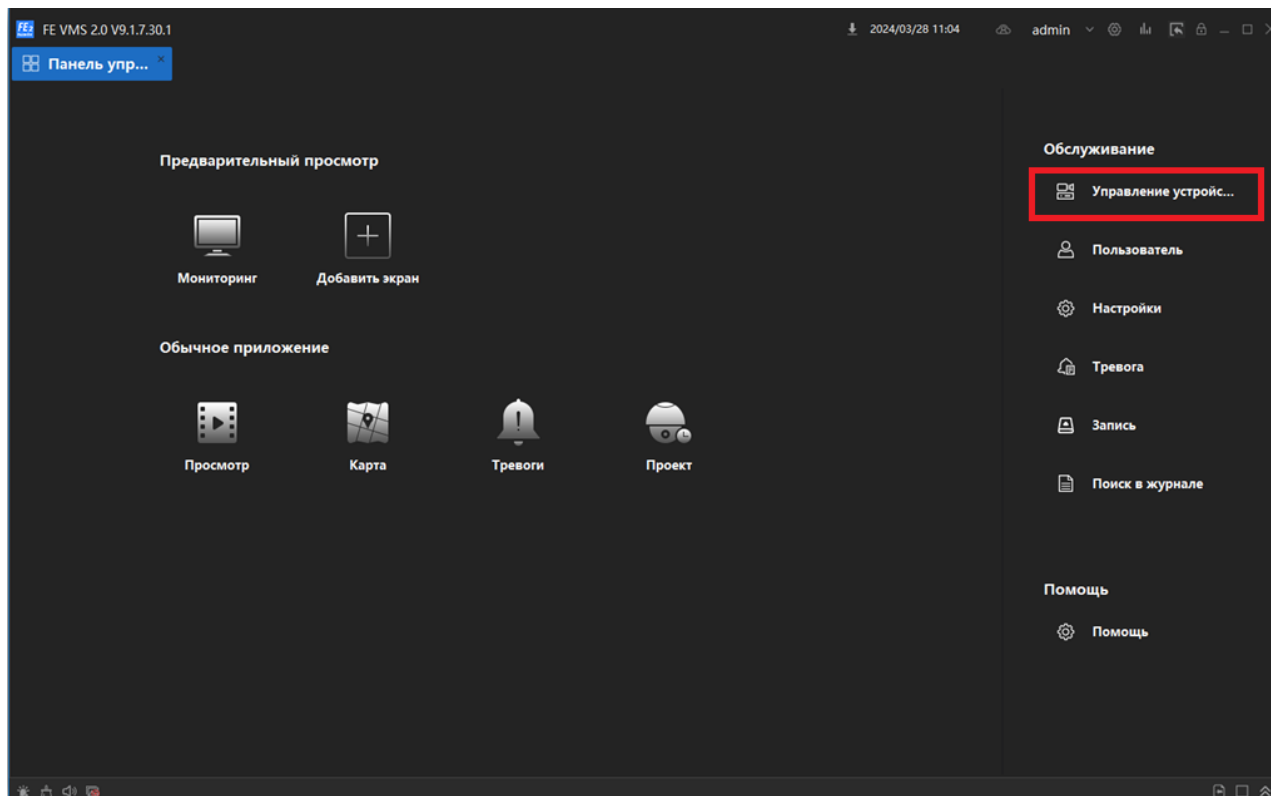 FE VMS 2.0 V9.1.7.30.1
2024/03/28 11:04
admin
Панель упр...
Предварительный просмотр
Мониторинг
Добавить экран
Обычное приложение
Просмотр
Карта
Тревоги
Проект
Обслуживание
Управление устройс...
Пользователь
Настройки
Тревога
Запись
Поиск в журнале
Помощь
Помощь